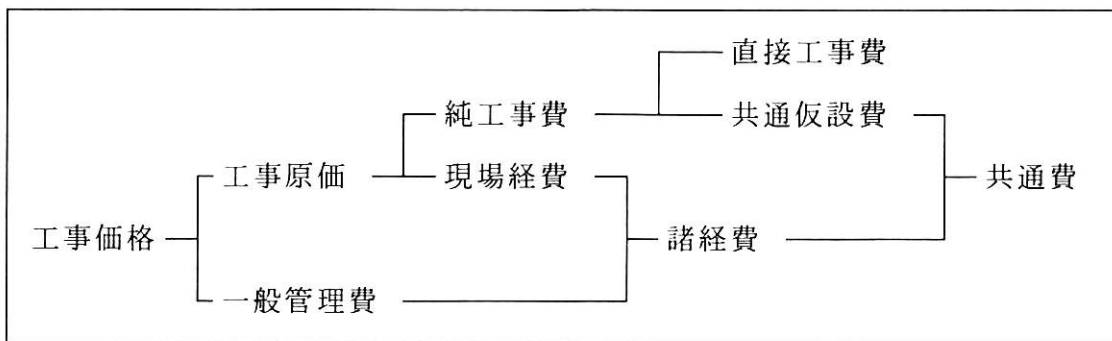 直接工事費
純工事費
共通仮設費
工事原価
現場経費
共通費
工事価格
諸経費
一般管理費